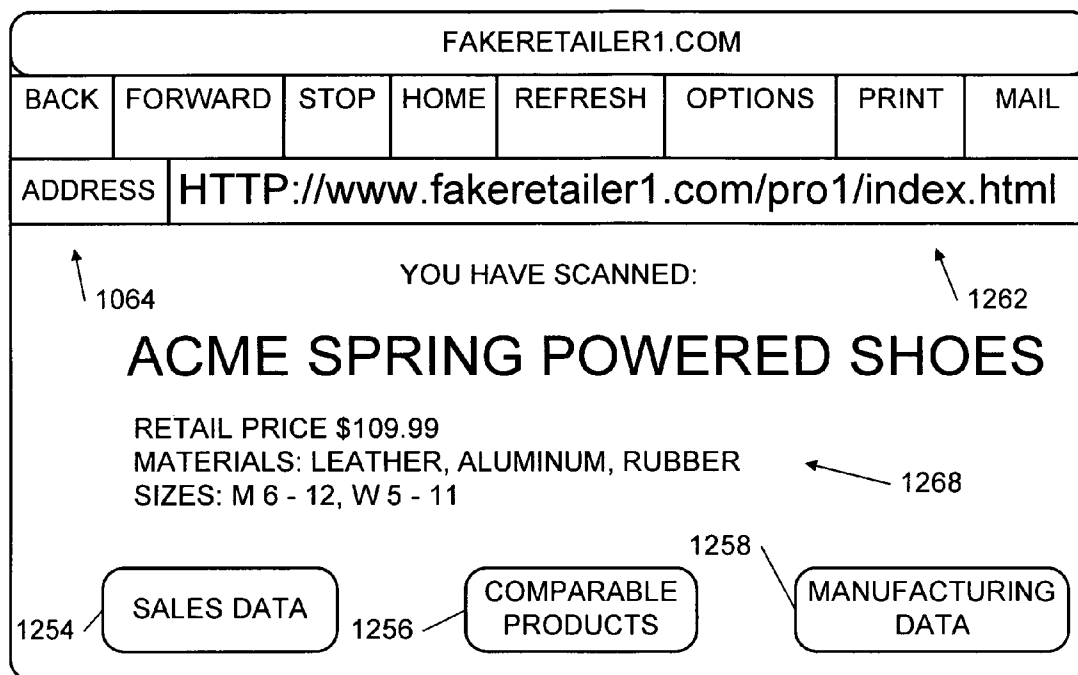 FAKERETAILER1.COM
BACK FORWARD STOP HOME REFRESH OPTIONS PRINT MAIL
ADDRESS HTTP://www.fakeretailer1.com/pro1/index.html
YOU HAVE SCANNED:
1064 1262
ACME SPRING POWERED SHOES
RETAIL PRICE $109.99
MATERIALS: LEATHER, ALUMINUM, RUBBER
SIZES: M 6 - 12, W 5 - 11
1268
1258
1254 SALES DATA
1256 COMPARABLE
PRODUCTS
MANUFACTURING
DATA